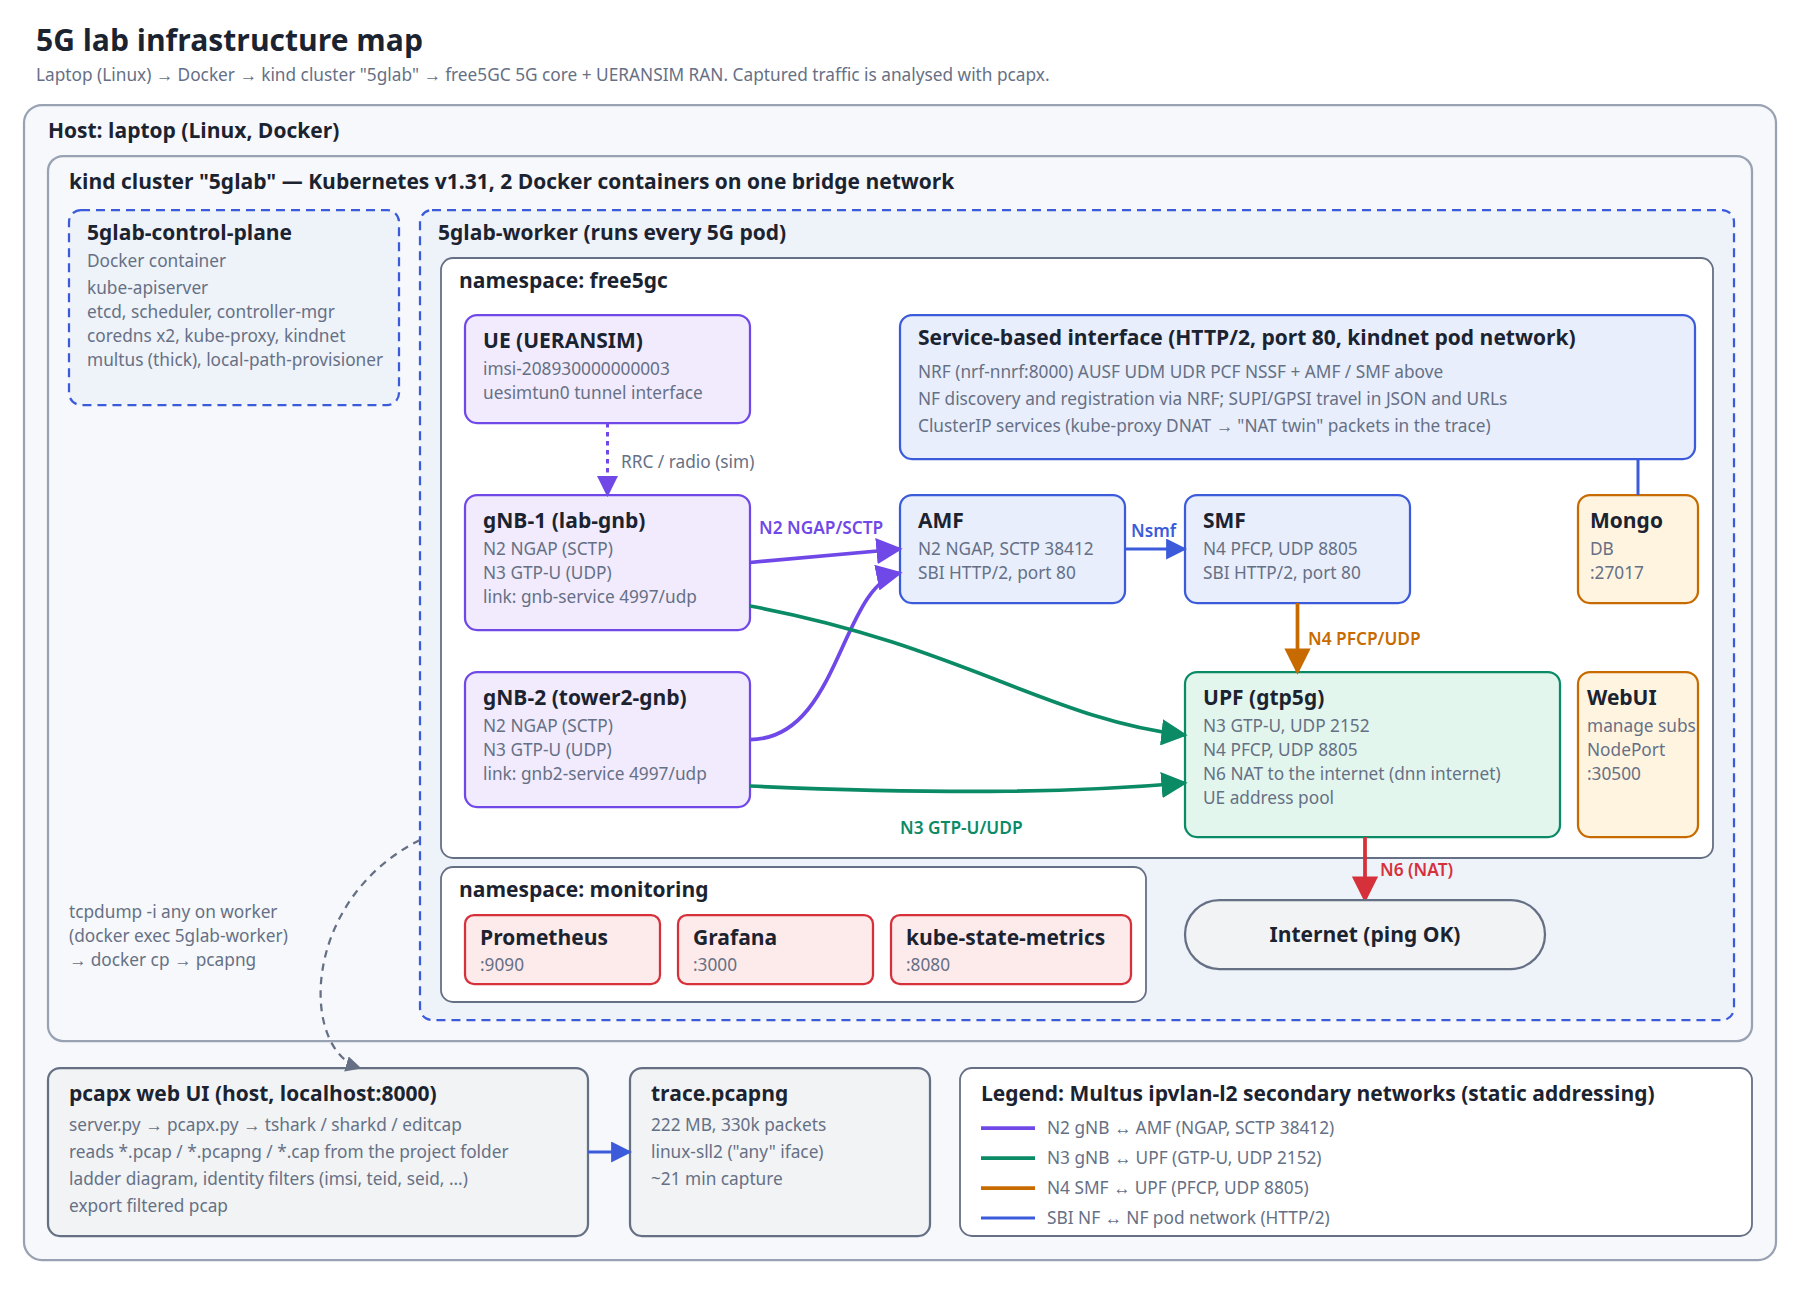 5G lab infrastructure map
Laptop (Linux) → Docker → kind cluster "5glab" → free5GC 5G core + UERANSIM RAN. Captured traffic is analysed with pcapx.
Host: laptop (Linux, Docker)
kind cluster "5glab" — Kubernetes v1.31, 2 Docker containers on one bridge network
5glab-control-plane
Docker container
kube-apiserver
etcd, scheduler, controller-mgr
coredns x2, kube-proxy, kindnet
multus (thick), local-path-provisioner
5glab-worker (runs every 5G pod)
namespace: free5gc
UE (UERANSIM)
imsi-208930000000003
uesimtun0 tunnel interface
RRC / radio (sim)
Service-based interface (HTTP/2, port 80, kindnet pod network)
NRF (nrf-nnrf:8000) AUSF UDM UDR PCF NSSF + AMF / SMF above
NF discovery and registration via NRF; SUPI/GPSI travel in JSON and URLs
ClusterIP services (kube-proxy DNAT → "NAT twin" packets in the trace)
gNB-1 (lab-gnb)
N2 NGAP (SCTP)
N3 GTP-U (UDP)
link: gnb-service 4997/udp
N2 NGAP/SCTP
AMF
N2 NGAP, SCTP 38412
SBI HTTP/2, port 80
Nsmf
SMF
N4 PFCP, UDP 8805
SBI HTTP/2, port 80
Mongo
DB
:27017
N4 PFCP/UDP
gNB-2 (tower2-gnb)
N2 NGAP (SCTP)
N3 GTP-U (UDP)
link: gnb2-service 4997/udp
N3 GTP-U/UDP
UPF (gtp5g)
N3 GTP-U, UDP 2152
N4 PFCP, UDP 8805
N6 NAT to the internet (dnn internet)
UE address pool
WebUI
manage subs
NodePort
:30500
N6 (NAT)
Internet (ping OK)
namespace: monitoring
Prometheus
:9090
Grafana
:3000
kube-state-metrics
:8080
tcpdump -i any on worker
(docker exec 5glab-worker)
→ docker cp → pcapng
pcapx web UI (host, localhost:8000)
server.py → pcapx.py → tshark / sharkd / editcap
reads *.pcap / *.pcapng / *.cap from the project folder
ladder diagram, identity filters (imsi, teid, seid, ...)
export filtered pcap
trace.pcapng
222 MB, 330k packets
linux-sll2 ("any" iface)
~21 min capture
Legend: Multus ipvlan-l2 secondary networks (static addressing)
N2 gNB ↔ AMF (NGAP, SCTP 38412)
N3 gNB ↔ UPF (GTP-U, UDP 2152)
N4 SMF ↔ UPF (PFCP, UDP 8805)
SBI NF ↔ NF pod network (HTTP/2)